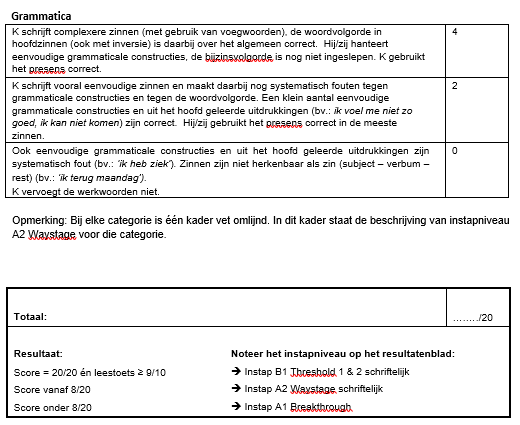 Grammatica
K schrijft complexere zinnen (met gebruik van voegwoorden), de woordvolgorde in 4
hoofdzinnen (ook met inversie) is daarbij over het algemeen correct. Hij/zij hanteert
eenvoudige grammaticale constructies, de bijzinsvolgorde is nog niet ingeslepen. K gebruikt
het presens correct.
K schrijft vooral eenvoudige zinnen en maakt daarbij nog systematisch fouten tegen 2
grammaticale constructies en tegen de woordvolgorde. Een klein aantal eenvoudige
grammaticale constructies en uit het hoofd geleerde uitdrukkingen (bv.: ik voel me niet zo
goed, ik kan niet komen) zijn correct. Hij/zij gebruikt het presens correct in de meeste
zinnen.
Ook eenvoudige grammaticale constructies en uit het hoofd geleerde uitdrukkingen zijn 0
systematisch fout (bv.: 'ik heb ziek'). Zinnen zijn niet herkenbaar als zin (subject – verbum –
rest) (bv.: 'ik terug maandag').
K vervoegt de werkwoorden niet.
Opmerking: Bij elke categorie is één kader vet omlijnd. In dit kader staat de beschrijving van instapniveau
A2 Waystage voor die categorie.
Totaal: ……../20
Resultaat: Noteer het instapniveau op het resultatenblad:
Score = 20/20 én leestoets ≥ 9/10 → Instap B1 Threshold 1 & 2 schriftelijk
Score vanaf 8/20 → Instap A2 Waystage schriftelijk
Score onder 8/20 → Instap A1 Breakthrough